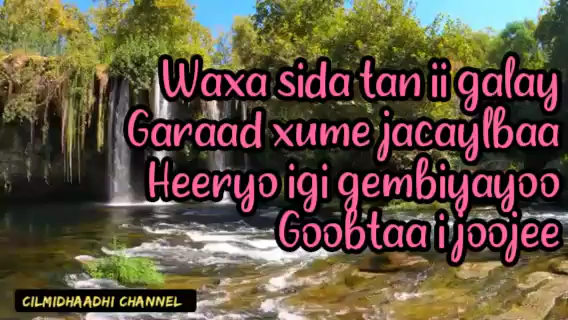 Waxa sida tan ii galay
Garaad xume jacaylbaa
Heeryo igi gembiyayoo
Goobtaa i joojee
CILMIDHAADHI CHANNEL